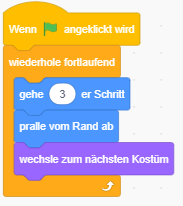 Wenn angeklickt wird
wiederhole fortlaufend
gehe 3 er Schritt
pralle vom Rand ab
wechsle zum nächsten Kostüm